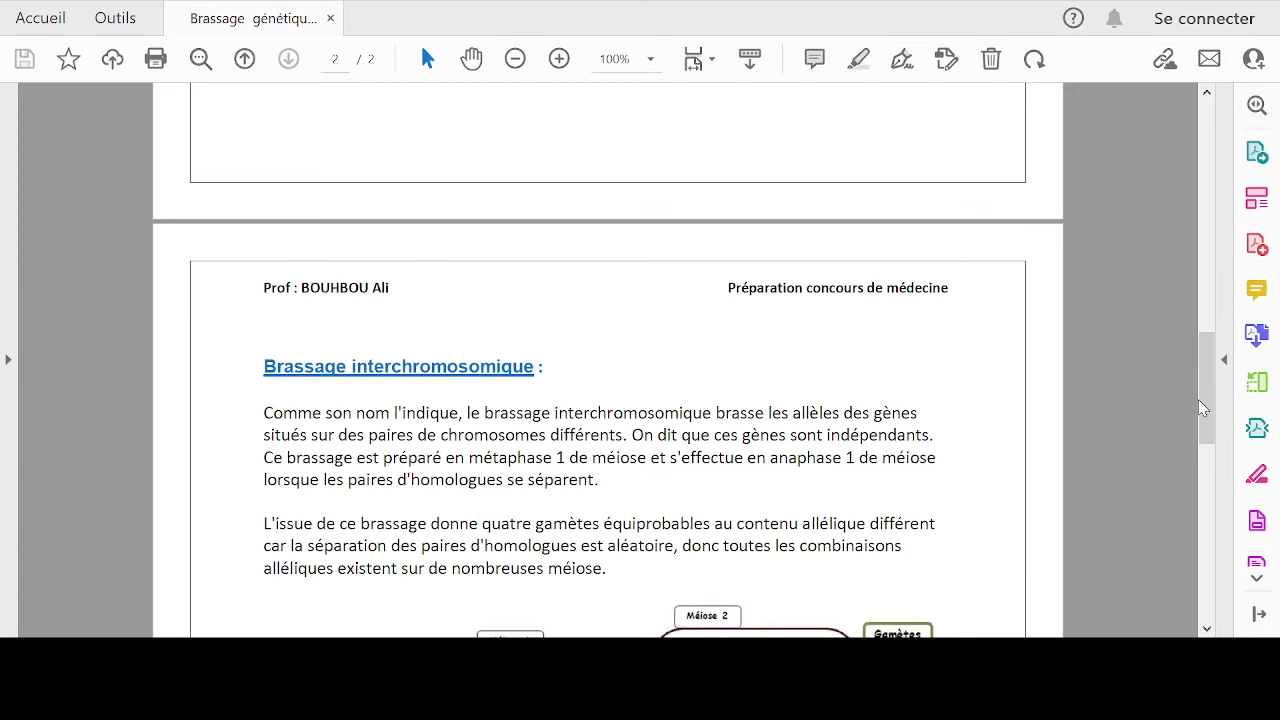 Accueil Outils Brassage génétiqu... × Se connecter
2 / 2 100%
Prof : BOUHBOU Ali Préparation concours de médecine
Brassage interchromosomique :
Comme son nom l'indique, le brassage interchromosomique brasse les allèles des gènes
situés sur des paires de chromosomes différents. On dit que ces gènes sont indépendants.
Ce brassage est préparé en métaphase 1 de méiose et s'effectue en anaphase 1 de méiose
lorsque les paires d'homologues se séparent.
L'issue de ce brassage donne quatre gamètes équiprobables au contenu allélique différent
car la séparation des paires d'homologues est aléatoire, donc toutes les combinaisons
alléliques existent sur de nombreuses méiose.
Méiose 2
Gamètes